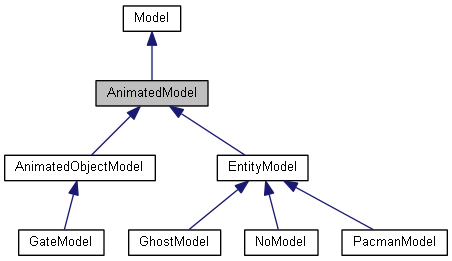 Model
AnimatedModel
AnimatedObjectModel
EntityModel
GateModel
GhostModel
NoModel
PacmanModel